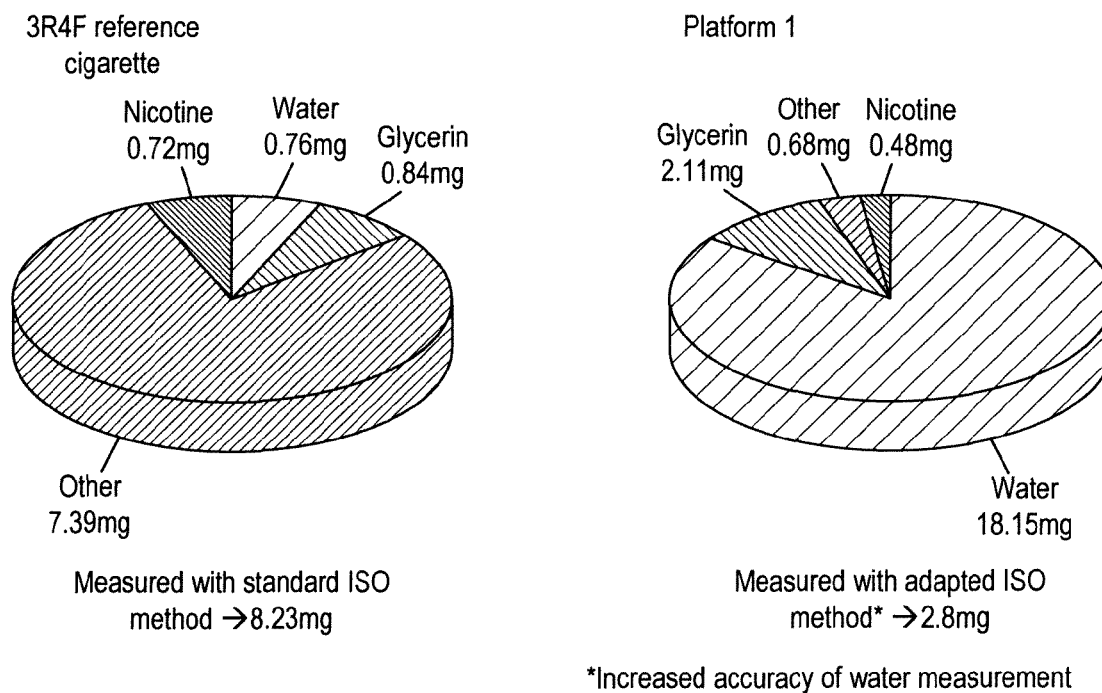 3R4F reference
cigarette
Nicotine
0.72mg
Water
0.76mg
Glycerin
0.84mg
Other
7.39mg
Measured with standard ISO
method →8.23mg
Platform 1
Glycerin
2.11mg
Other
0.68mg
Nicotine
0.48mg
Water
18.15mg
Measured with adapted ISO
method* →2.8mg
*Increased accuracy of water measurement